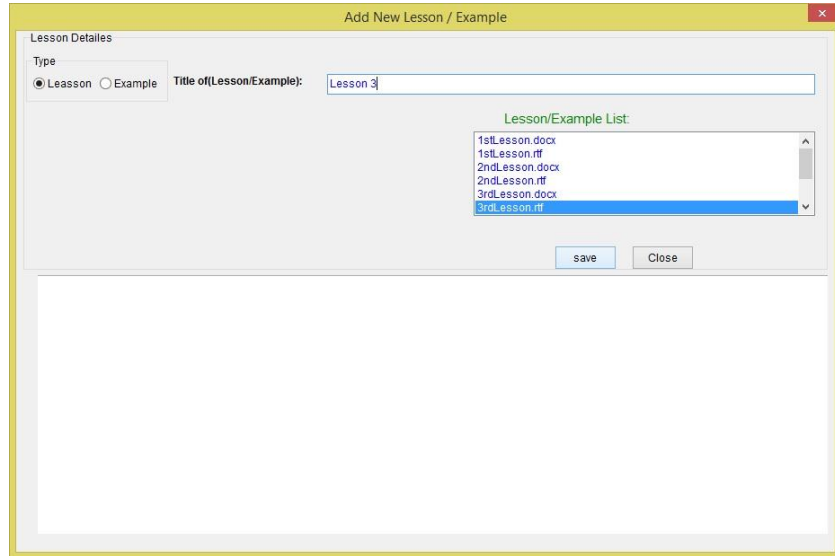 Add New Lesson / Example
x
Lesson Detailes
Type
Leasson Example Title of(Lesson/Example): Lesson 3
Lesson/Example List:
1stLesson.docx
1stLesson.rtf
2ndLesson.docx
2ndLesson.rtf
3rdLesson.docx
3rdLesson.rtf
save Close